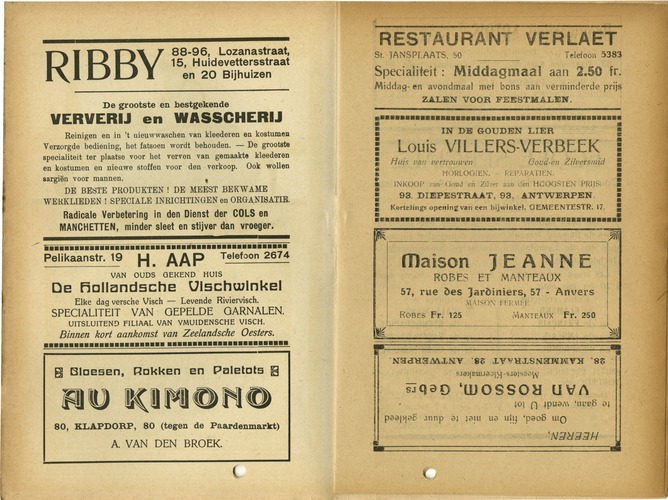 RIBBY
88-96, Lozanastraat,
15, Huidevettersstraat
en 20 Bijhuizen
De grootste en bestgekende
VERVERIJ en WASSCHERIJ
Reinigen en in 't nieuwwaschen van kleederen en kostumen
Verzorgde bediening, het fatsoen wordt behouden. — De grootste
specialiteit ter plaatse voor het verven van gemaakte kleederen
en kostumen en nieuwe stoffen voor den verkoop. Ook wollen
sargiën voor mannen.
DE BESTE PRODUKTEN! DE MEEST BEKWAME
WERKLIEDEN! SPECIALE INRICHTINGEN en ORGANISATIE.
Radicale Verbetering in den Dienst der COLS en
MANCHETTEN, minder sleet en stijver dan vroeger.
Pelikaanstr. 19 H. AAP Telefoon 2674
VAN OUDS GEKEND HUIS
De Hollandsche Vischwinkel
Elke dag versche Visch — Levende Riviervisch.
SPECIALITEIT VAN GEPELDE GARNALEN.
UITSLUITEND FILIAAL VAN YMUIDENSCHE VISCH.
Binnen kort aankomst van Zeelandsche Oesters.
Bloesen, Rokken en Paletots
AU KIMONO
80, KLAPDORP, 80 (tegen de Paardenmarkt)
A. VAN DEN BROEK.
RESTAURANT VERLAET
St. JANSPLAATS, 50 Telefoon 5383
Specialiteit : Middagmaal aan 2.50 fr.
Middag- en avondmaal met bons aan verminderde prijs
ZALEN VOOR FEESTMALEN.
IN DE GOUDEN LIER
Louis VILLERS-VERBEEK
Huis van vertrouwen Goud-en Zilversmid
HORLOGIEN. - REPARATIEN.
INKOOP van Goud en Zilver aan den HOOGSTEN PRIJS
93, DIEPESTRAAT, 93, ANTWERPEN.
Kortelings opening van een bijwinkel, GEMEENTESTR. 17.
Maison JEANNE
ROBES ET MANTEAUX
57, rue des Jardiniers, 57 - Anvers
MAISON FERMÉE
ROBES Fr. 125 MANTEAUX Fr. 250
HEEREN,
Om goed, fijn en niet te duur gekleed
te gaan, wendt U tot
VAN ROSSOM, Gebrs
Meesters-Kleermakers
28, KAMMENSTRAAT, 28, ANTWERPEN